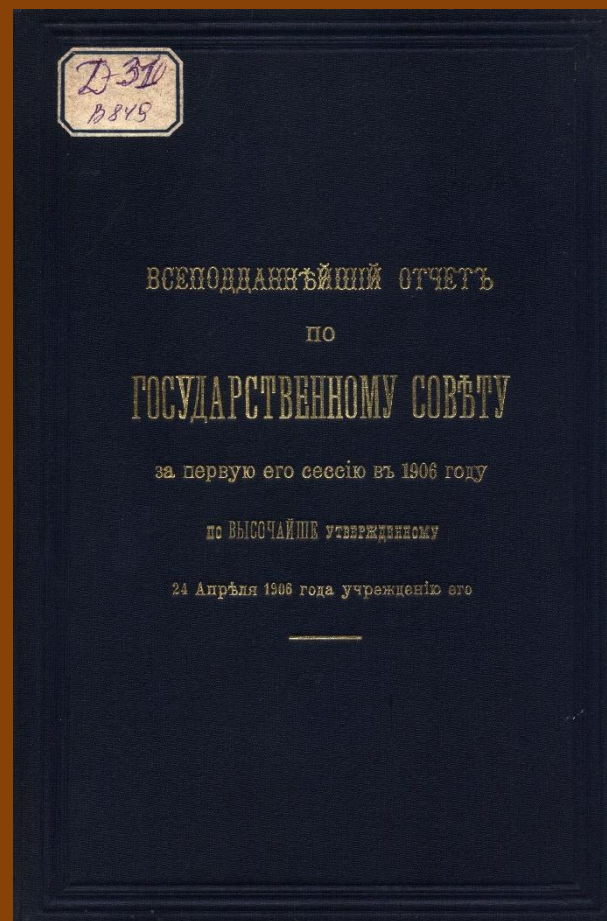 Д-310
В849
ВСЕПОДДАННѢЙШІЙ ОТЧЕТЪ
ПО
ГОСУДАРСТВЕННОМУ СОВѢТУ
за первую его сессію въ 1906 году
по ВЫСОЧАЙШЕ утвержденному
24 Апрѣля 1906 года учрежденію его